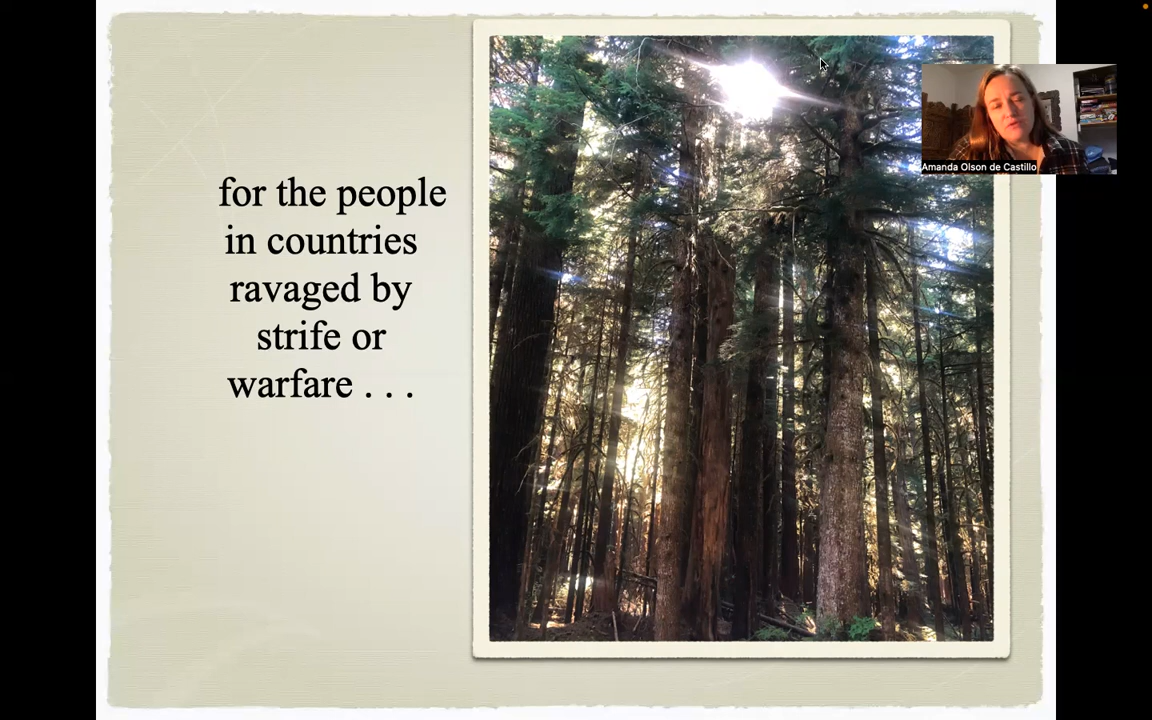 for the people
in countries
ravaged by
strife or
warfare . . .
Amanda Olson de Castillo